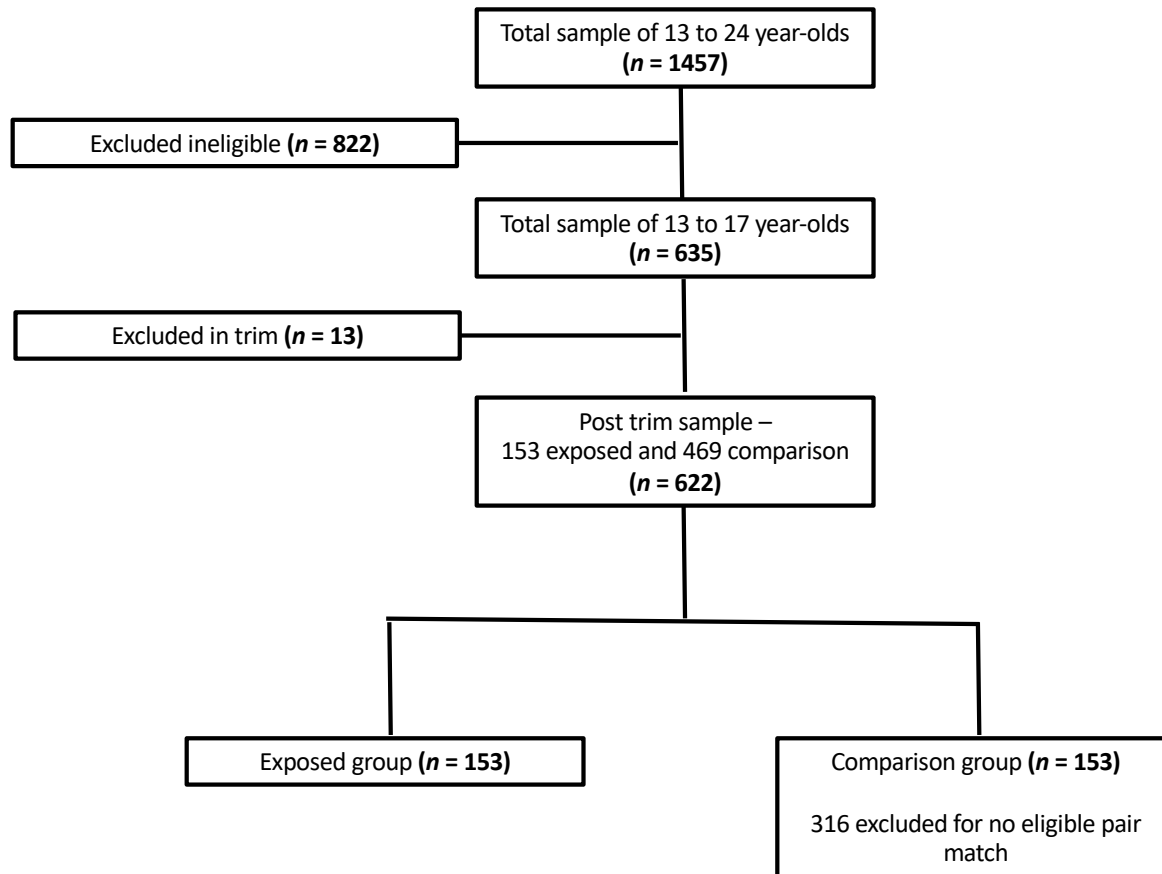 Total sample of 13 to 24 year-olds
(n = 1457)
Excluded ineligible (n = 822)
Total sample of 13 to 17 year-olds
(n = 635)
Excluded in trim (n = 13)
Post trim sample –
153 exposed and 469 comparison
(n = 622)
Exposed group (n = 153)
Comparison group (n = 153)
316 excluded for no eligible pair
match